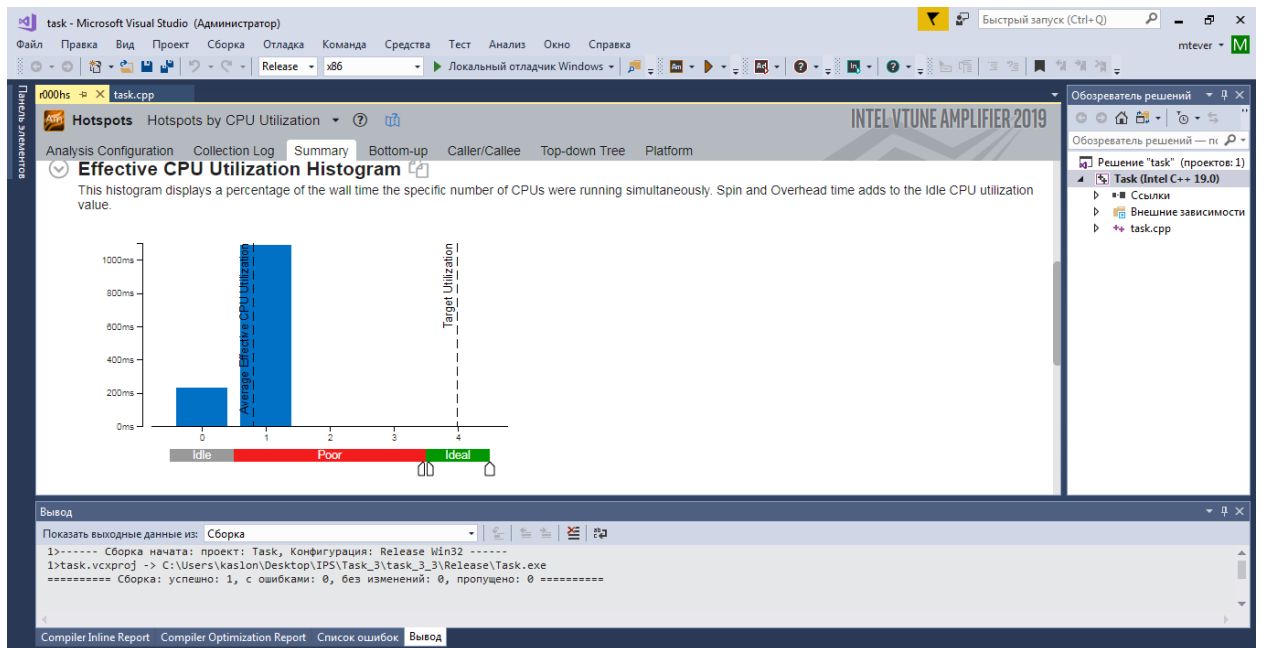 task - Microsoft Visual Studio (Администратор)
Быстрый запуск (Ctrl+Q)
Файл Правка Вид Проект Сборка Отладка Команда Средства Тест Анализ Окно Справка
mtever M
Release x86 Локальный отладчик Windows
Панель элементов
r000hs task.cpp
Hotspots Hotspots by CPU Utilization
INTEL VTUNE AMPLIFIER 2019
Analysis Configuration Collection Log Summary Bottom-up Caller/Callee Top-down Tree Platform
Effective CPU Utilization Histogram
This histogram displays a percentage of the wall time the specific number of CPUs were running simultaneously. Spin and Overhead time adds to the Idle CPU utilization
value.
1000ms
800ms
600ms
400ms
200ms
0ms
Average Effective CPU Utilization
Target Utilization
0 1 2 3 4
Idle Poor Ideal
Обозреватель решений
Обозреватель решений — по
Решение "task" (проектов: 1)
Task (Intel C++ 19.0)
Ссылки
Внешние зависимости
task.cpp
Вывод
Показать выходные данные из: Сборка
1>------ Сборка начата: проект: Task, Конфигурация: Release Win32 ------
1>task.vcxproj -> C:\Users\kaslon\Desktop\IPS\Task_3\task_3_3\Release\Task.exe
========== Сборка: успешно: 1, с ошибками: 0, без изменений: 0, пропущено: 0 ==========
Compiler Inline Report Compiler Optimization Report Список ошибок Вывод